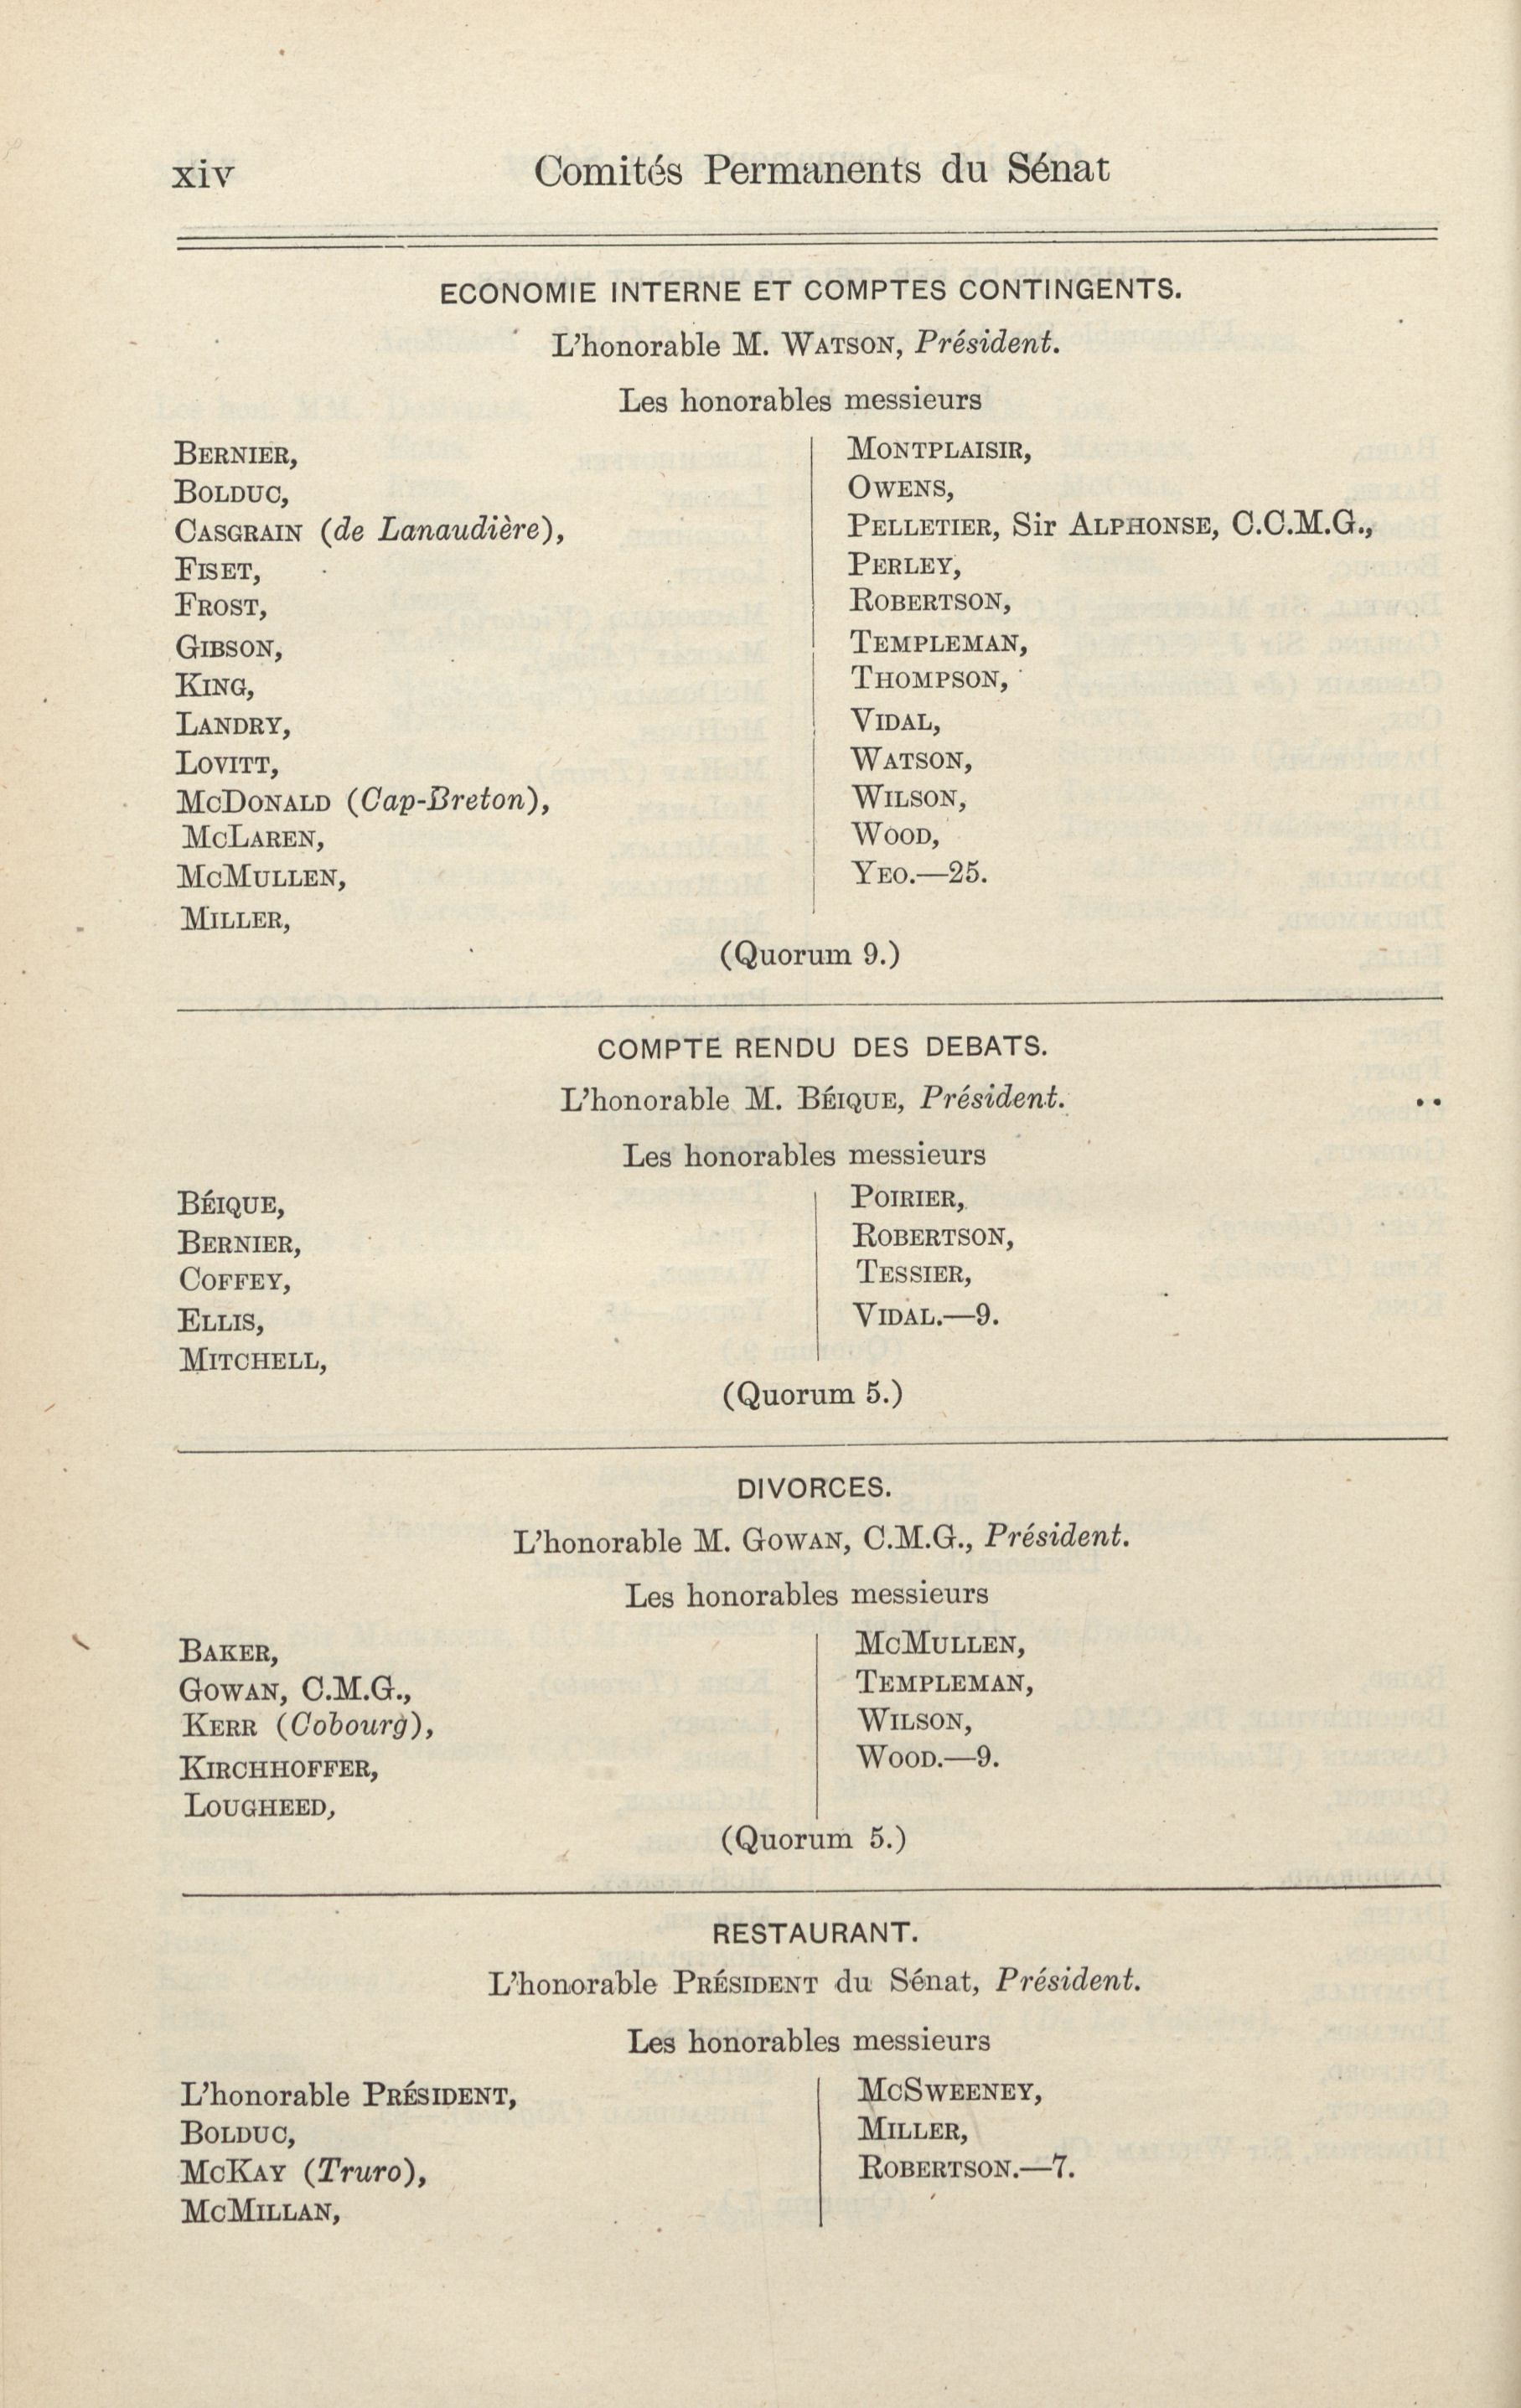 xiv
Comités Permanents du Sénat
ECONOMIE INTERNE ET COMPTES CONTINGENTS.
L'honorable M. WATSON, Président.
Les honorables messieurs
BERNIER,
BOLDUC,
CASGRAIN (de Lanaudière),
FISET,
FROST,
GIBSON,
KING,
LANDRY,
LOVITT,
MCDONALD (Cap-Breton),
MCLAREN,
MCMULLEN,
MILLER,
MONTPLAISIR,
OWENS,
PELLETIER, Sir ALPHONSE, C.C.M.G.,
PERLEY,
ROBERTSON,
TEMPLEMAN,
THOMPSON,
VIDAL,
WATSON,
WILSON,
WOOD,
YEO.—25.
(Quorum 9.)
COMPTE RENDU DES DEBATS.
L'honorable M. BÉIQUE, Président.
Les honorables messieurs
BÉIQUE,
BERNIER,
COFFEY,
ELLIS,
MITCHELL,
POIRIER,
ROBERTSON,
TESSIER,
VIDAL.—9.
(Quorum 5.)
DIVORCES.
L'honorable M. GOWAN, C.M.G., Président.
Les honorables messieurs
BAKER,
GOWAN, C.M.G.,
KERR (Cobourg),
KIRCHHOFFER,
LOUGHEED,
MCMULLEN,
TEMPLEMAN,
WILSON,
WOOD.—9.
(Quorum 5.)
RESTAURANT.
L'honorable PRÉSIDENT du Sénat, Président.
Les honorables messieurs
L'honorable PRÉSIDENT,
BOLDUC,
MCKAY (Truro),
MCMILLAN,
MCSWEENEY,
MILLER,
ROBERTSON.—7.